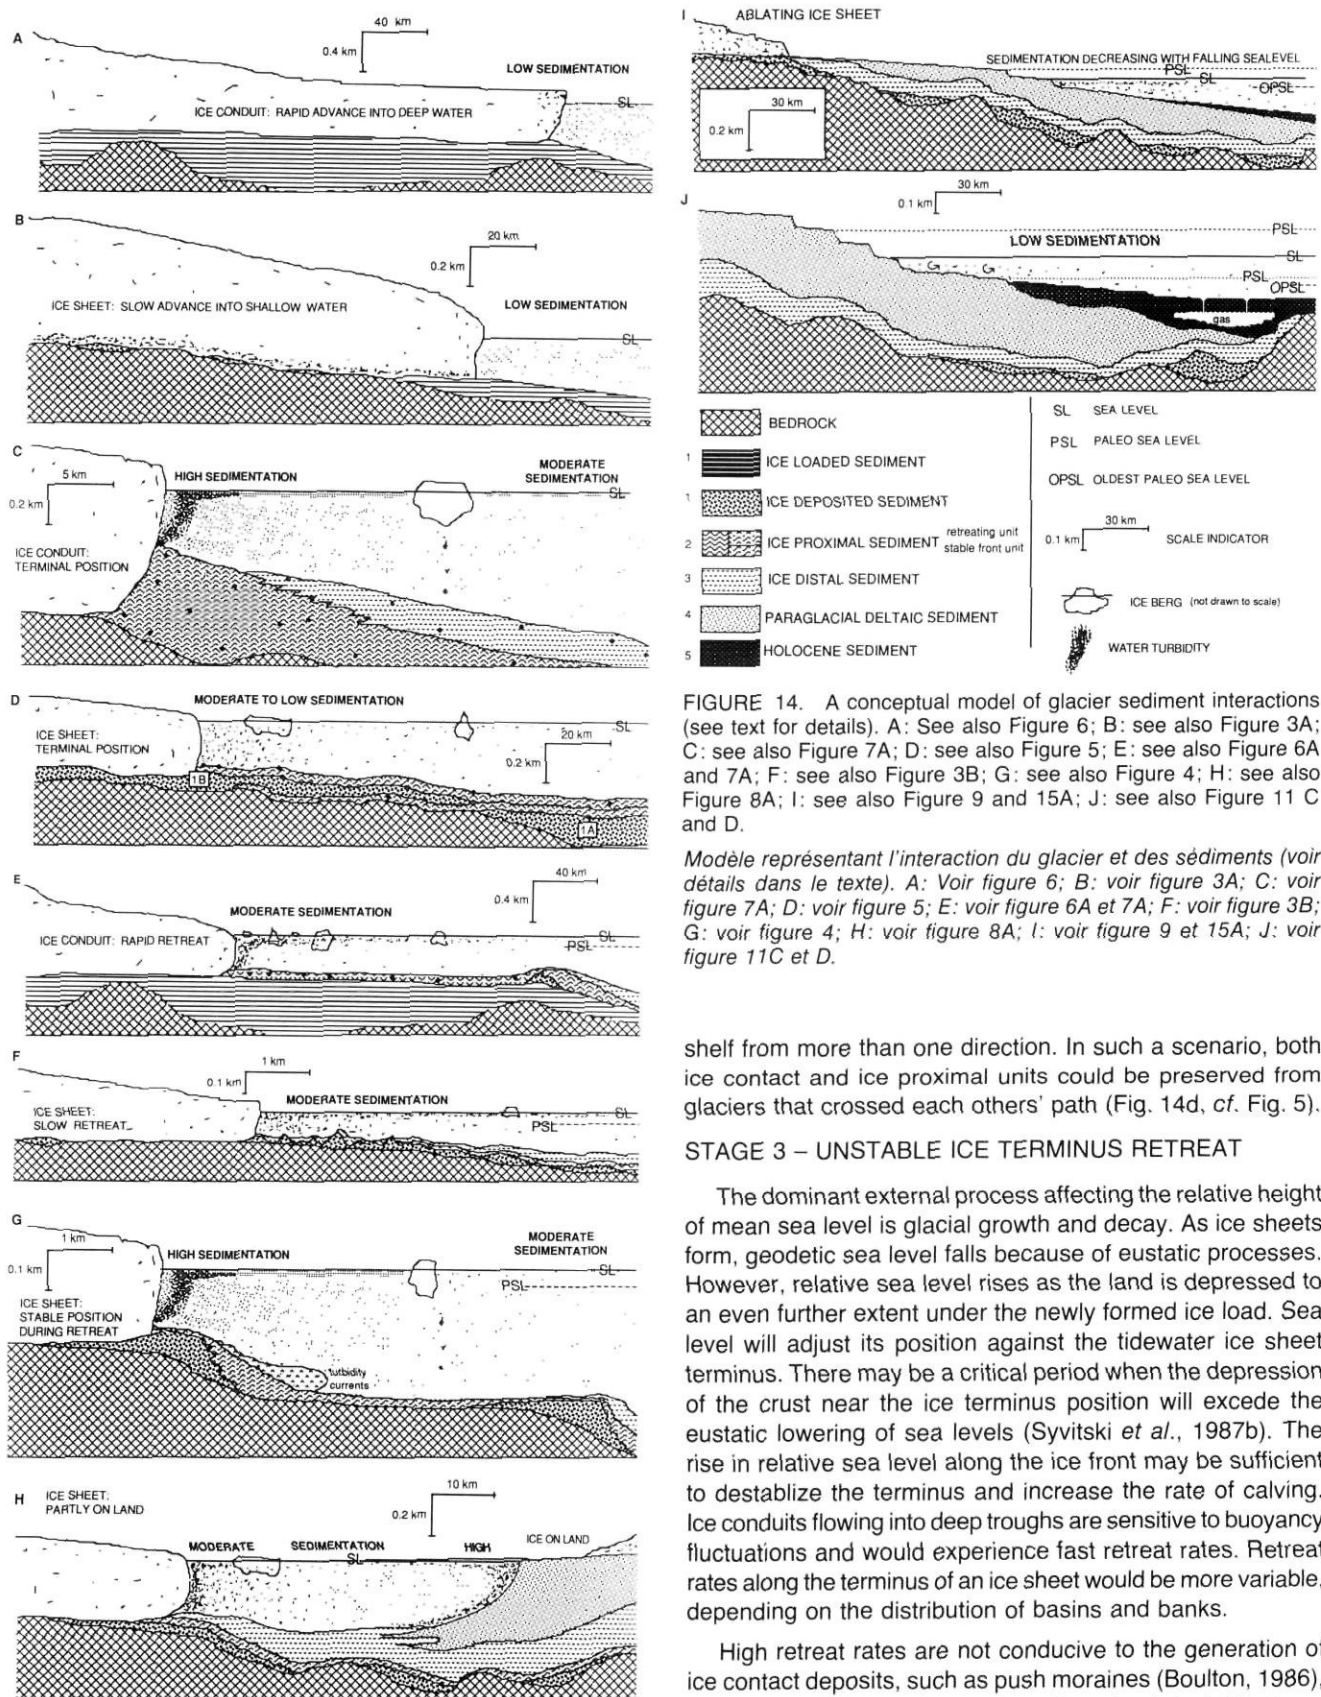 A
40 km
0.4 km
LOW SEDIMENTATION
SL
ICE CONDUIT: RAPID ADVANCE INTO DEEP WATER
B
20 km
0.2 km
LOW SEDIMENTATION
ICE SHEET: SLOW ADVANCE INTO SHALLOW WATER
SL
C
5 km
0.2 km
HIGH SEDIMENTATION
MODERATE
SEDIMENTATION
SL
ICE CONDUIT:
TERMINAL POSITION
D
MODERATE TO LOW SEDIMENTATION
SL
ICE SHEET:
TERMINAL POSITION
20 km
0.2 km
1B
1A
E
40 km
0.4 km
MODERATE SEDIMENTATION
SL
ICE CONDUIT: RAPID RETREAT
PSL
F
1 km
0.1 km
MODERATE SEDIMENTATION
SL
ICE SHEET:
SLOW RETREAT
PSL
G
1 km
0.1 km
HIGH SEDIMENTATION
MODERATE
SEDIMENTATION
SL
PSL
ICE SHEET:
STABLE POSITION
DURING RETREAT
turbidity
currents
H
ICE SHEET:
PARTLY ON LAND
10 km
0.2 km
MODERATE SEDIMENTATION HIGH
SL
ICE ON LAND
I
ABLATING ICE SHEET
SEDIMENTATION DECREASING WITH FALLING SEALEVEL
PSL
SL
OPSL
30 km
0.2 km
J
30 km
0.1 km
PSL
LOW SEDIMENTATION
SL
G G
PSL
OPSL
gas
BEDROCK
1 ICE LOADED SEDIMENT
1 ICE DEPOSITED SEDIMENT
2 ICE PROXIMAL SEDIMENT retreating unit
stable front unit
3 ICE DISTAL SEDIMENT
4 PARAGLACIAL DELTAIC SEDIMENT
5 HOLOCENE SEDIMENT
SL SEA LEVEL
PSL PALEO SEA LEVEL
OPSL OLDEST PALEO SEA LEVEL
30 km
0.1 km SCALE INDICATOR
ICE BERG (not drawn to scale)
WATER TURBIDITY
FIGURE 14. A conceptual model of glacier sediment interactions
(see text for details). A: See also Figure 6; B: see also Figure 3A;
C: see also Figure 7A; D: see also Figure 5; E: see also Figure 6A
and 7A; F: see also Figure 3B; G: see also Figure 4; H: see also
Figure 8A; I: see also Figure 9 and 15A; J: see also Figure 11 C
and D.
Modèle représentant l'interaction du glacier et des sédiments (voir
détails dans le texte). A: Voir figure 6; B: voir figure 3A; C: voir
figure 7A; D: voir figure 5; E: voir figure 6A et 7A; F: voir figure 3B;
G: voir figure 4; H: voir figure 8A; I: voir figure 9 et 15A; J: voir
figure 11C et D.
shelf from more than one direction. In such a scenario, both
ice contact and ice proximal units could be preserved from
glaciers that crossed each others' path (Fig. 14d, cf. Fig. 5).
STAGE 3 – UNSTABLE ICE TERMINUS RETREAT
The dominant external process affecting the relative height
of mean sea level is glacial growth and decay. As ice sheets
form, geodetic sea level falls because of eustatic processes.
However, relative sea level rises as the land is depressed to
an even further extent under the newly formed ice load. Sea
level will adjust its position against the tidewater ice sheet
terminus. There may be a critical period when the depression
of the crust near the ice terminus position will excede the
eustatic lowering of sea levels (Syvitski et al., 1987b). The
rise in relative sea level along the ice front may be sufficient
to destablize the terminus and increase the rate of calving.
Ice conduits flowing into deep troughs are sensitive to buoyancy
fluctuations and would experience fast retreat rates. Retreat
rates along the terminus of an ice sheet would be more variable,
depending on the distribution of basins and banks.
High retreat rates are not conducive to the generation of
ice contact deposits, such as push moraines (Boulton, 1986),